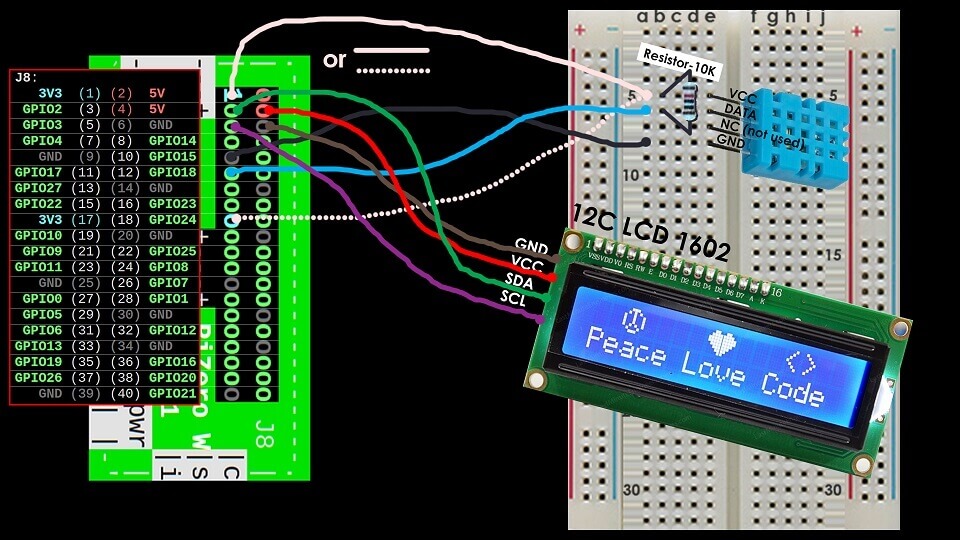 a b c d e f g h i j
Resistor-10K
or
J8:
3V3 (1) (2) 5V
GPIO2 (3) (4) 5V
GPIO3 (5) (6) GND
GPIO4 (7) (8) GPIO14
GND (9) (10) GPIO15
GPIO17 (11) (12) GPIO18
GPIO27 (13) (14) GND
GPIO22 (15) (16) GPIO23
3V3 (17) (18) GPIO24
GPIO10 (19) (20) GND
GPIO9 (21) (22) GPIO25
GPIO11 (23) (24) GPIO8
GND (25) (26) GPIO7
GPIO0 (27) (28) GPIO1
GPIO5 (29) (30) GND
GPIO6 (31) (32) GPIO12
GPIO13 (33) (34) GND
GPIO19 (35) (36) GPIO16
GPIO26 (37) (38) GPIO20
GND (39) (40) GPIO21
J8
pwr
5 5
VCC
DATA
NC (not used)
GND
10
15
12C LCD 1602
1 VSS VDD V0 RS RW E D0 D1 D2 D3 D4 D5 D6 D7 A K 16
GND
VCC
SDA
SCL
Peace Love Code
30 30